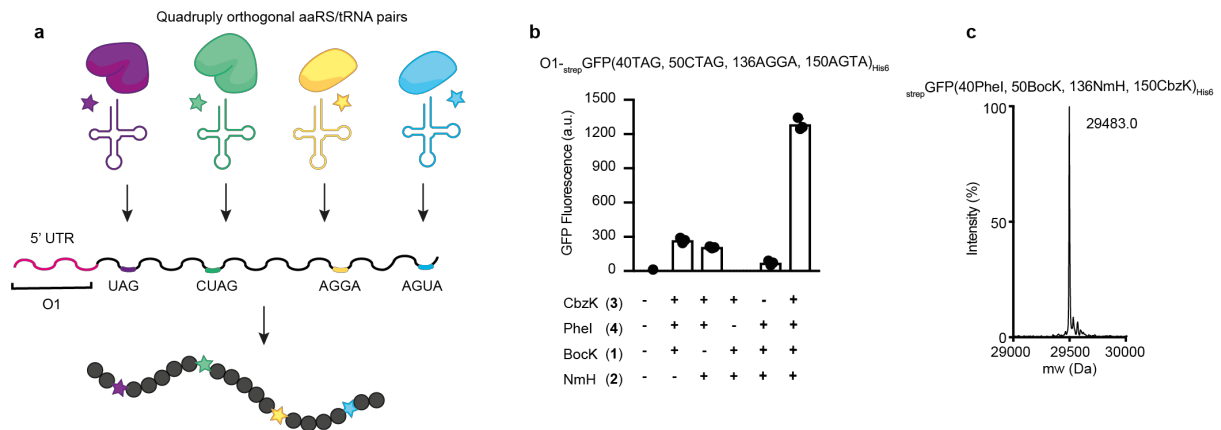 Quadruply orthogonal aaRS/tRNA pairs
a
5' UTR
O1
UAG
CUAG
AGGA
AGUA
b
O1-strepGFP(40TAG, 50CTAG, 136AGGA, 150AGTA)His6
GFP Fluorescence (a.u.)
1500
1200
900
600
300
0
CbzK (3) - + + + - +
PheI (4) - + + - + +
BocK (1) - + - + + +
NmH (2) - - + + + +
c
strepGFP(40PheI, 50BocK, 136NmH, 150CbzK)His6
29483.0
Intensity (%)
100
50
0
29000 29500 30000
mw (Da)